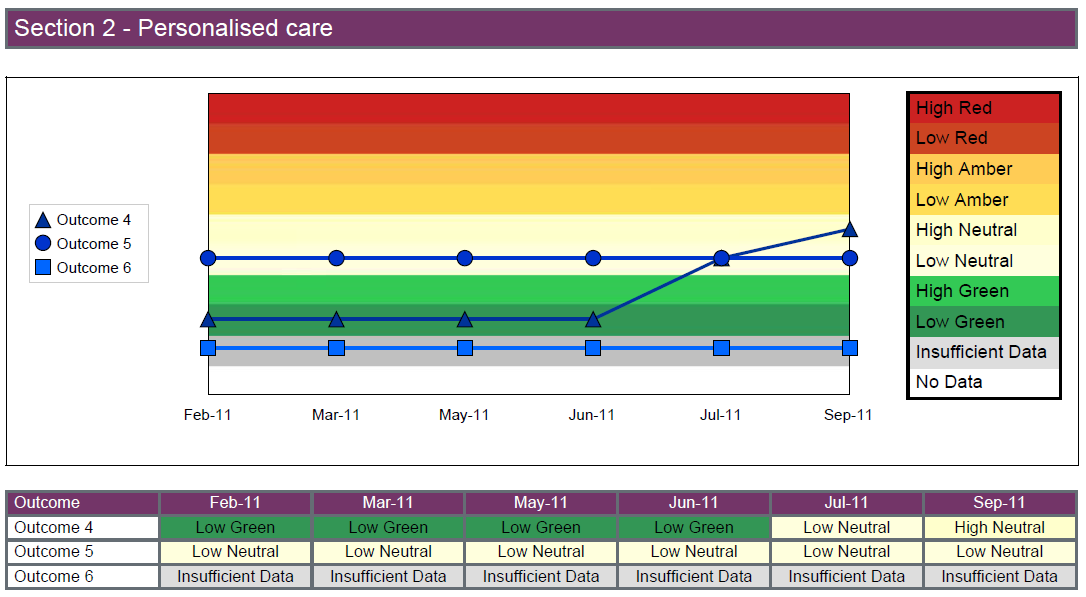 Section 2 - Personalised care
High Red
Low Red
High Amber
Low Amber
High Neutral
Low Neutral
High Green
Low Green
Insufficient Data
No Data
Outcome 4
Outcome 5
Outcome 6
Feb-11 Mar-11 May-11 Jun-11 Jul-11 Sep-11
Outcome Feb-11 Mar-11 May-11 Jun-11 Jul-11 Sep-11
Outcome 4 Low Green Low Green Low Green Low Green Low Neutral High Neutral
Outcome 5 Low Neutral Low Neutral Low Neutral Low Neutral Low Neutral Low Neutral
Outcome 6 Insufficient Data Insufficient Data Insufficient Data Insufficient Data Insufficient Data Insufficient Data